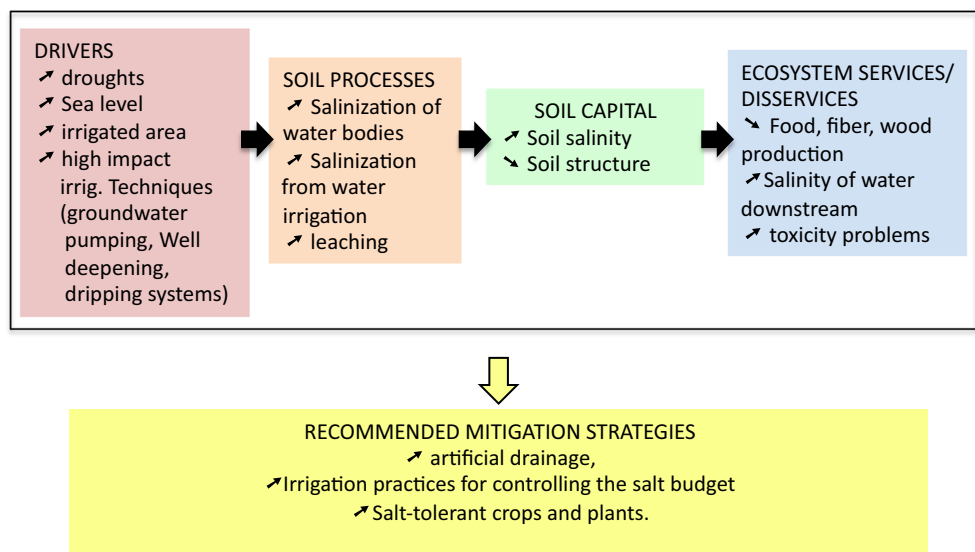 DRIVERS
↗ droughts
↗ Sea level
↗ irrigated area
↗ high impact
irrig. Techniques
(groundwater
pumping, Well
deepening,
dripping systems)
SOIL PROCESSES
↗ Salinization of
water bodies
↗ Salinization
from water
irrigation
↗ leaching
SOIL CAPITAL
↗ Soil salinity
↘ Soil structure
ECOSYSTEM SERVICES/
DISSERVICES
↘ Food, fiber, wood
production
↗ Salinity of water
downstream
↗ toxicity problems
RECOMMENDED MITIGATION STRATEGIES
↗ artificial drainage,
↗ Irrigation practices for controlling the salt budget
↗ Salt-tolerant crops and plants.